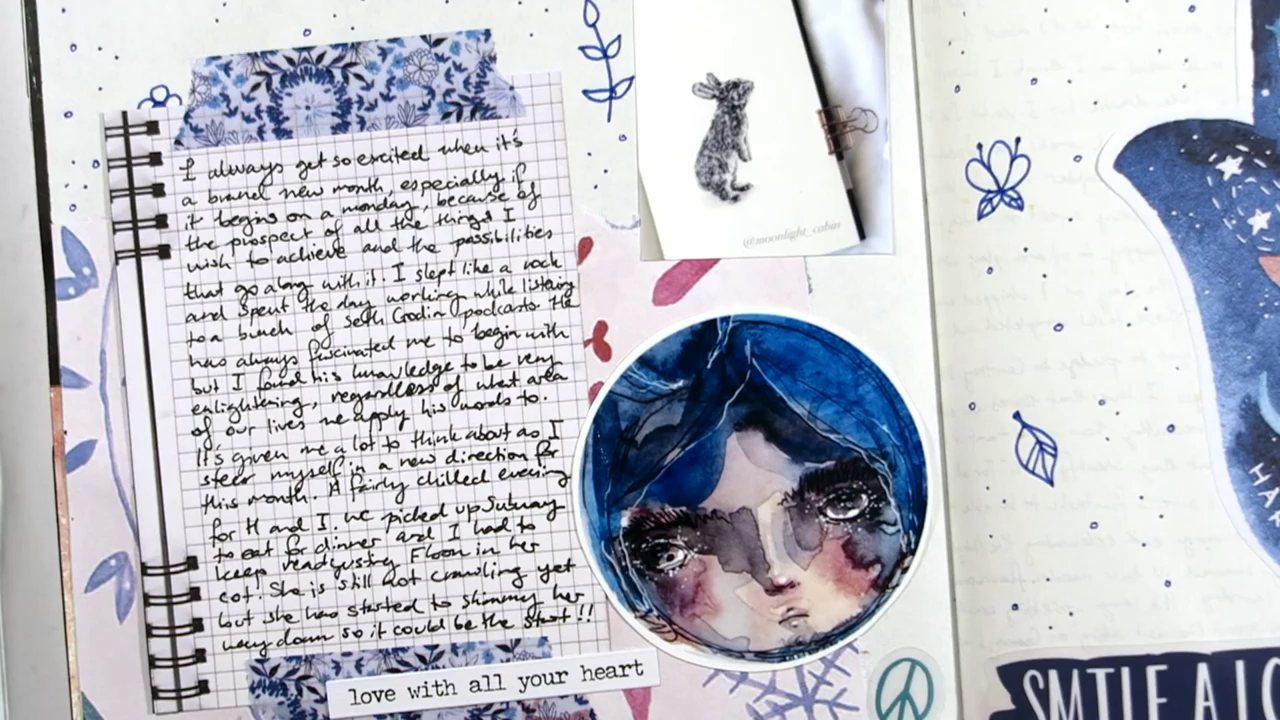 I always get so excited when it's
a brand new month, especially if
it begins on a monday, because of
the prospect of all the things I
wish to achieve and the possibilities
that go along with it. I slept like a rock
and spent the day working while listening
to a bunch of Seth Godin podcasts. He
has always fascinated me to begin with
but I found his knowledge to be very
enlightening, regardless of what area
of our lives we apply his words to.
It's given me a lot to think about as I
steer myself in a new direction for
this month. A fairly chilled evening
for H and I. We picked up Subway
to eat for dinner and I had to
keep readjusting in her
cot. She is still not crawling yet
but she has started to shimmy her
way down so it could be the start!!
love with all your heart
@moonlight_cabin
HA
SMILE A LO